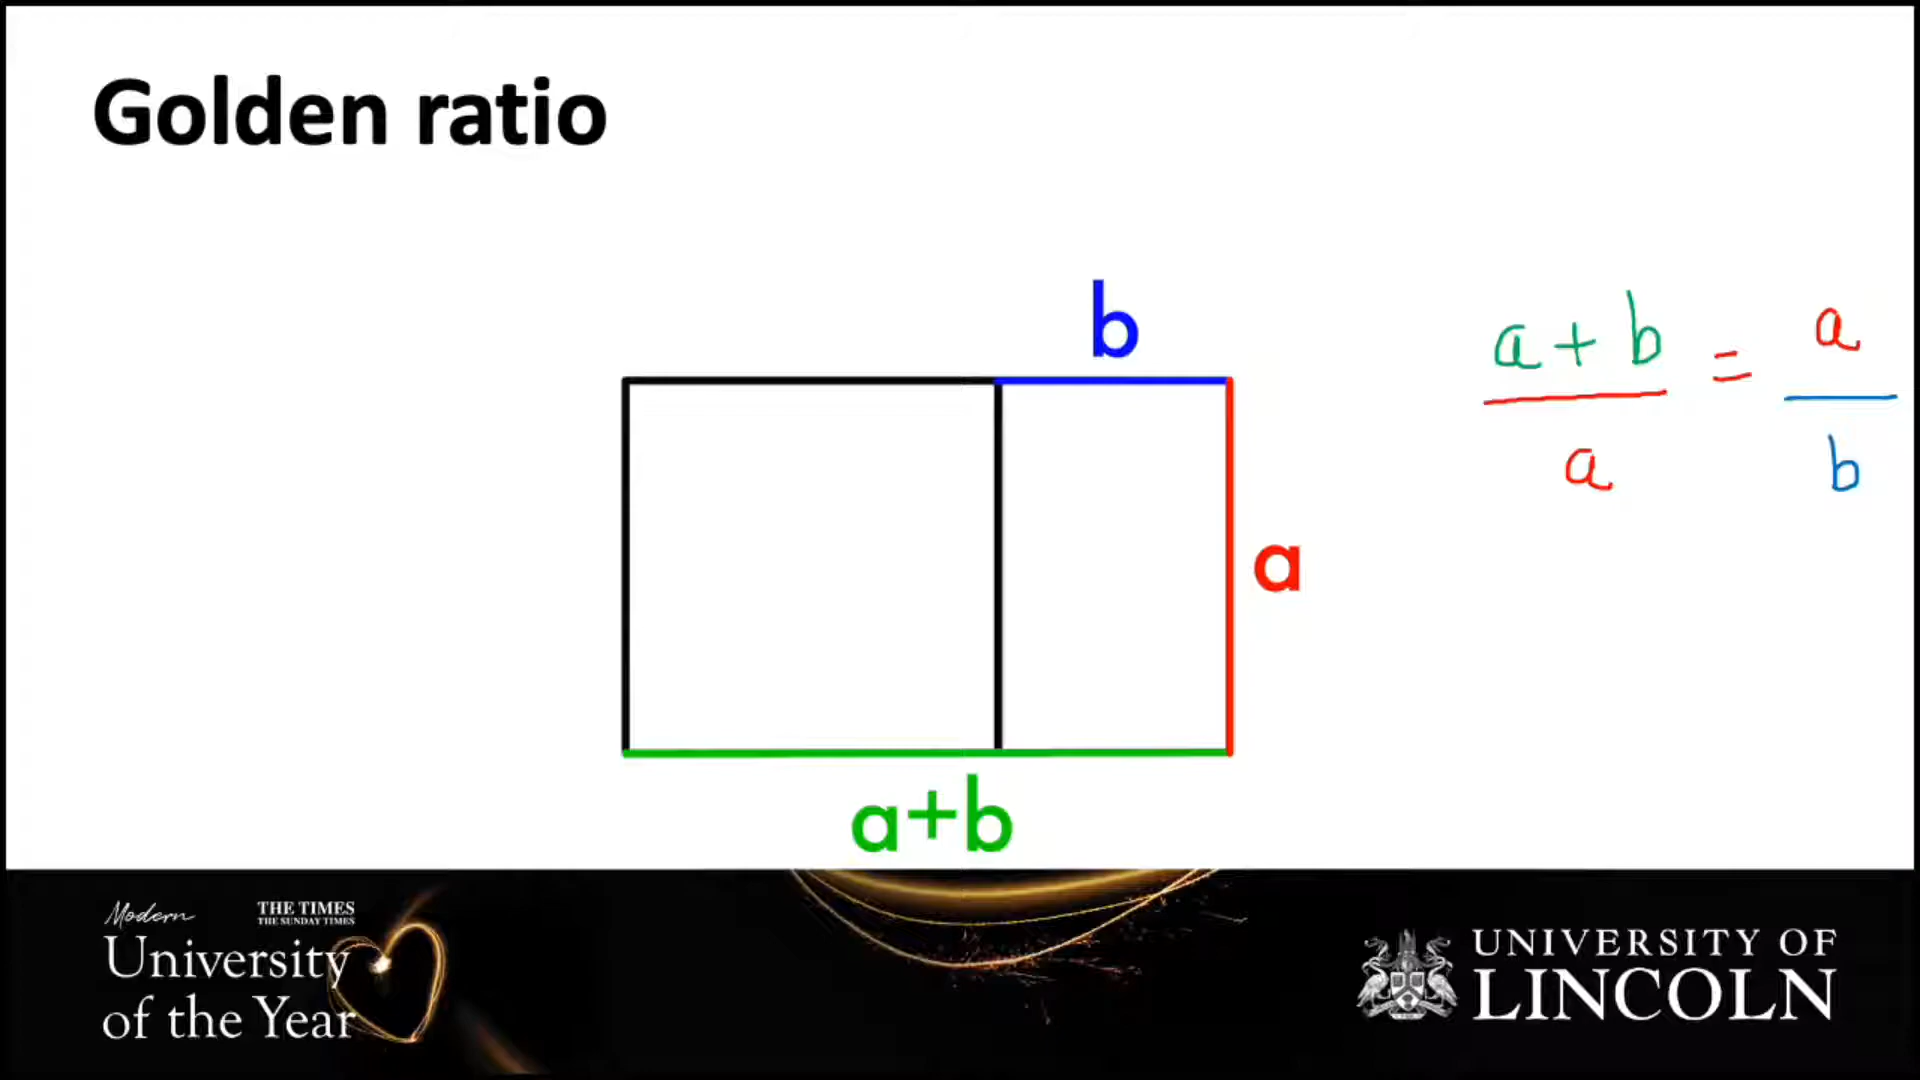 Golden ratio
b
a + b = a
a b
a
a+b
Modern
THE TIMES
THE SUNDAY TIMES
University
of the Year
UNIVERSITY OF
LINCOLN